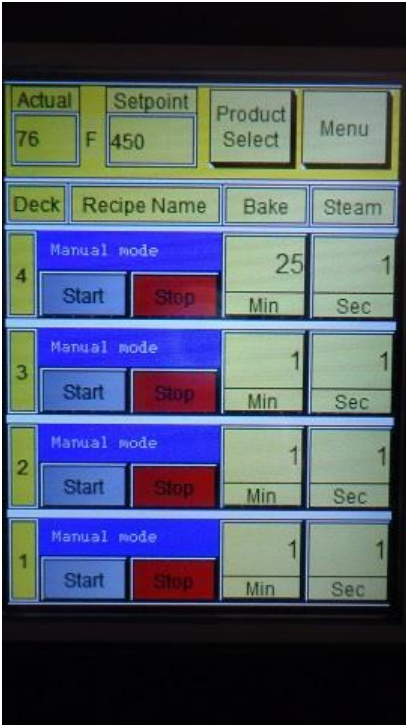 Actual Setpoint Product Select Menu
76 F 450
Deck Recipe Name Bake Steam
4 Manual mode 25 1
Start Stop Min Sec
3 Manual mode 1 1
Start Stop Min Sec
2 Manual mode 1 1
Start Stop Min Sec
1 Manual mode 1 1
Start Stop Min Sec